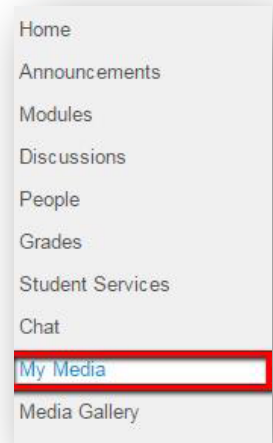 Home
Announcements
Modules
Discussions
People
Grades
Student Services
Chat
My Media
Media Gallery